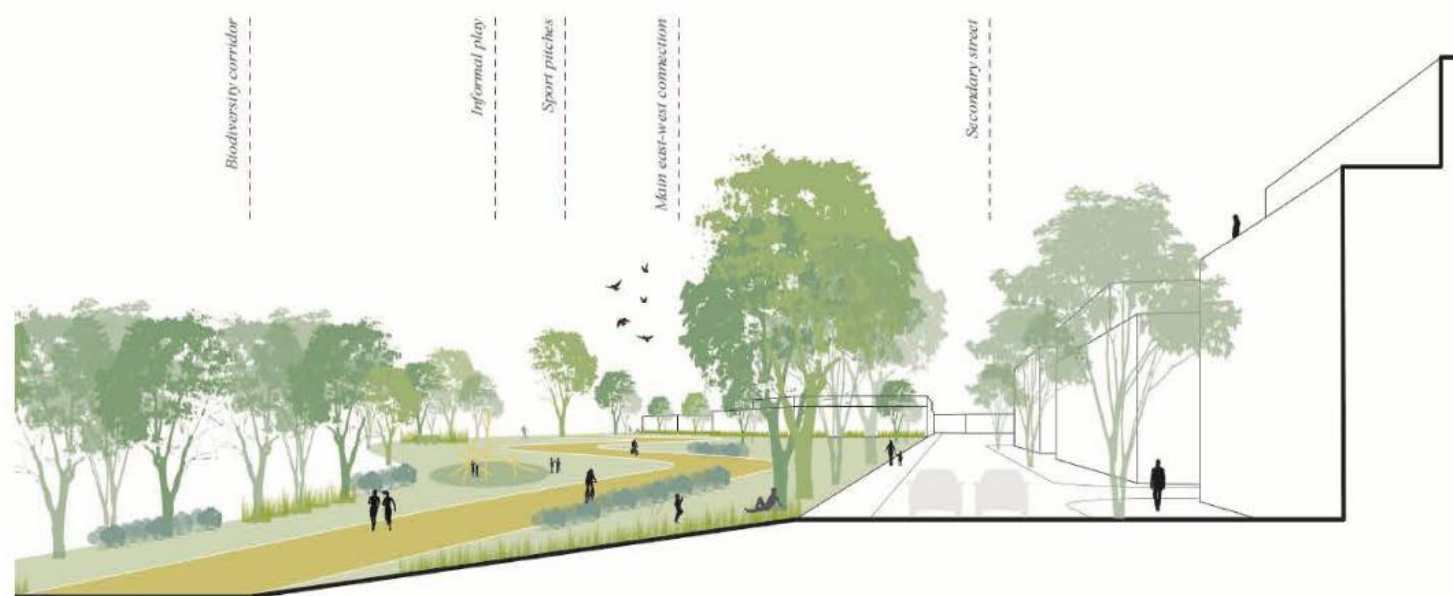 Biodiversity corridor
Informal play
Sport pitches
Main east-west connection
Secondary street